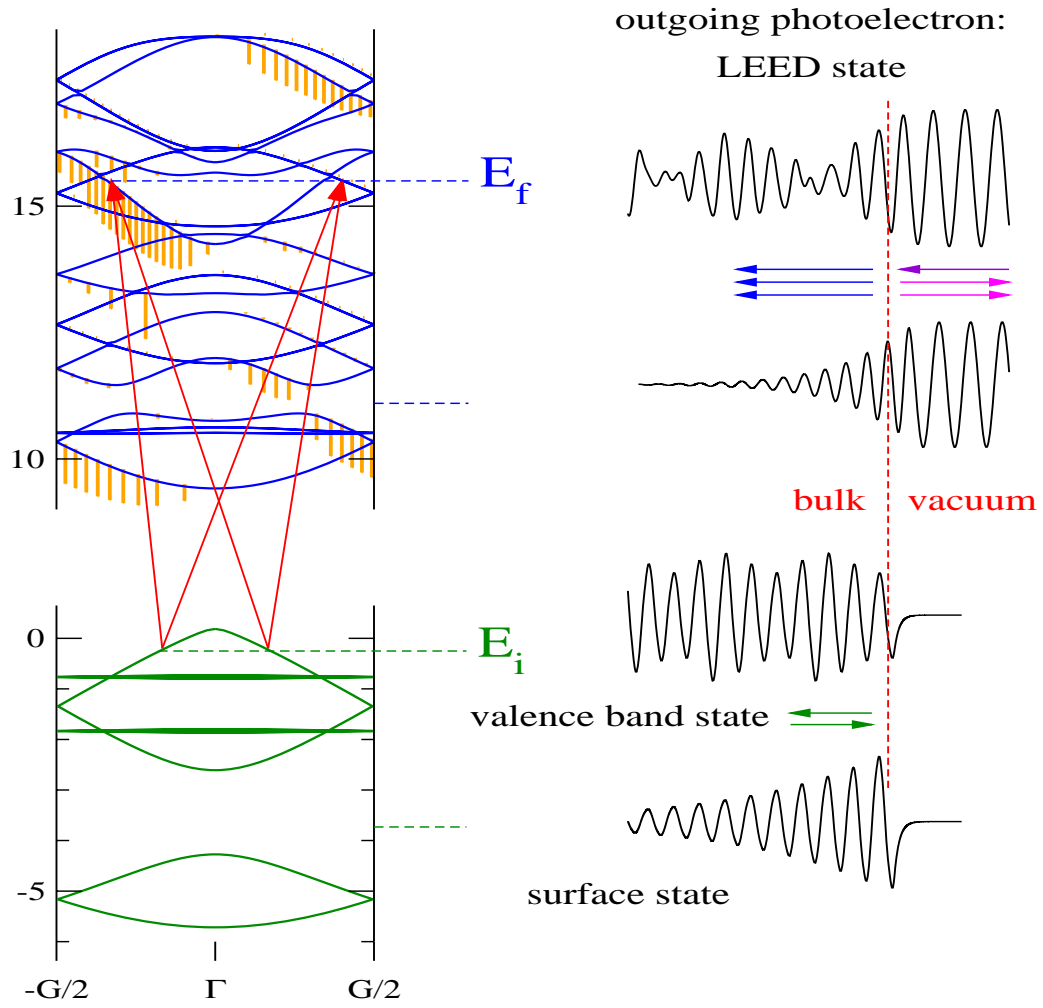 outgoing photoelectron:
LEED state
15
E_f
10
bulk
vacuum
0
E_i
valence band state
-5
surface state
-G/2
Γ
G/2